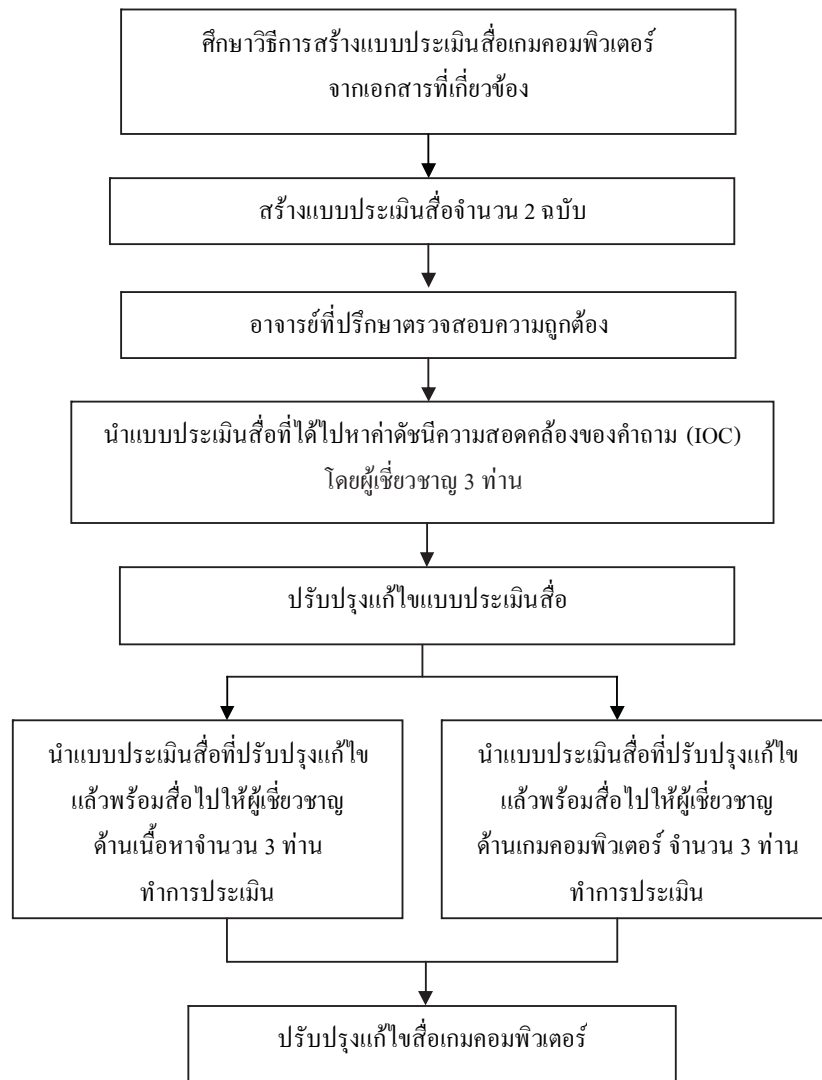 ศึกษาวิธีการสร้างแบบประเมินสื่อเกมคอมพิวเตอร์
จากเอกสารที่เกี่ยวข้อง
สร้างแบบประเมินสื่อจำนวน 2 ฉบับ
อาจารย์ที่ปรึกษาตรวจสอบความถูกต้อง
นำแบบประเมินสื่อที่ได้ไปหาค่าดัชนีความสอดคล้องของคำถาม (IOC)
โดยผู้เชี่ยวชาญ 3 ท่าน
ปรับปรุงแก้ไขแบบประเมินสื่อ
นำแบบประเมินสื่อที่ปรับปรุงแก้ไข
แล้วพร้อมสื่อไปให้ผู้เชี่ยวชาญ
ด้านเนื้อหาจำนวน 3 ท่าน
ทำการประเมิน
นำแบบประเมินสื่อที่ปรับปรุงแก้ไข
แล้วพร้อมสื่อไปให้ผู้เชี่ยวชาญ
ด้านเกมคอมพิวเตอร์ จำนวน 3 ท่าน
ทำการประเมิน
ปรับปรุงแก้ไขสื่อเกมคอมพิวเตอร์